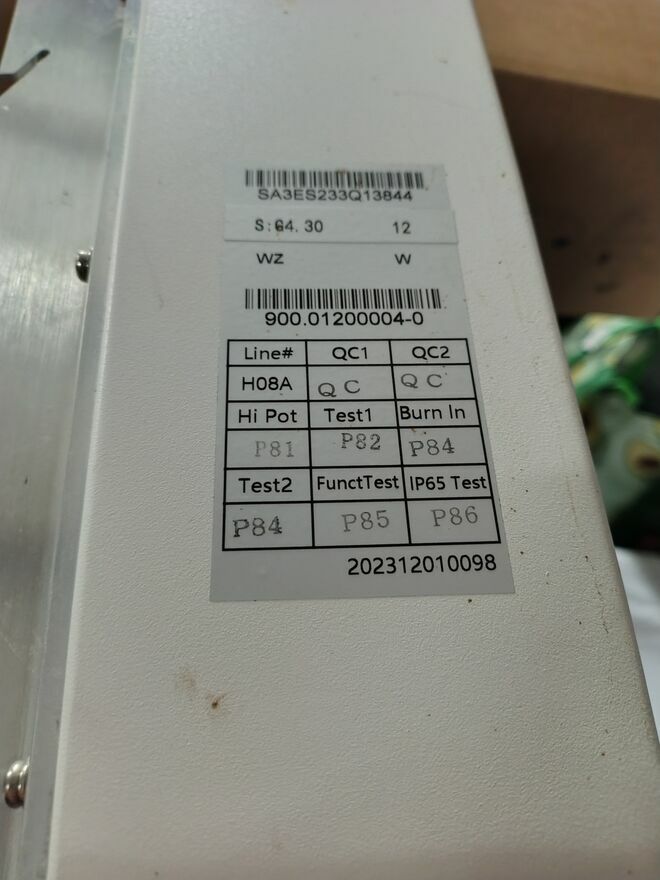 SA3ES233Q13844
S:G4.30 12
WZ W
900.01200004-0
Line# QC1 QC2
H08A QC QC
Hi Pot Test1 Burn In
P81 P82 P84
Test2 FunctTest IP65 Test
P84 P85 P86
202312010098